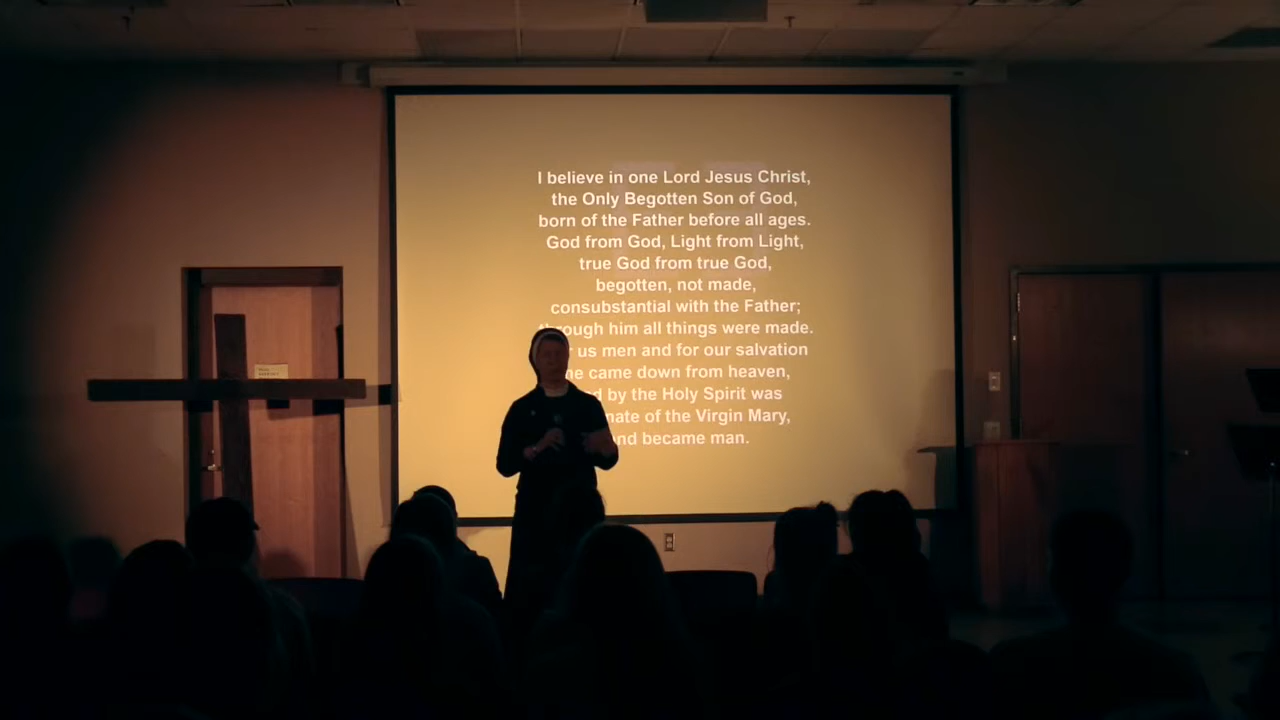 I believe in one Lord Jesus Christ,
the Only Begotten Son of God,
born of the Father before all ages.
God from God, Light from Light,
true God from true God,
begotten, not made,
consubstantial with the Father;
through him all things were made.
us men and for our salvation
came down from heaven,
by the Holy Spirit was
of the Virgin Mary,
and became man.